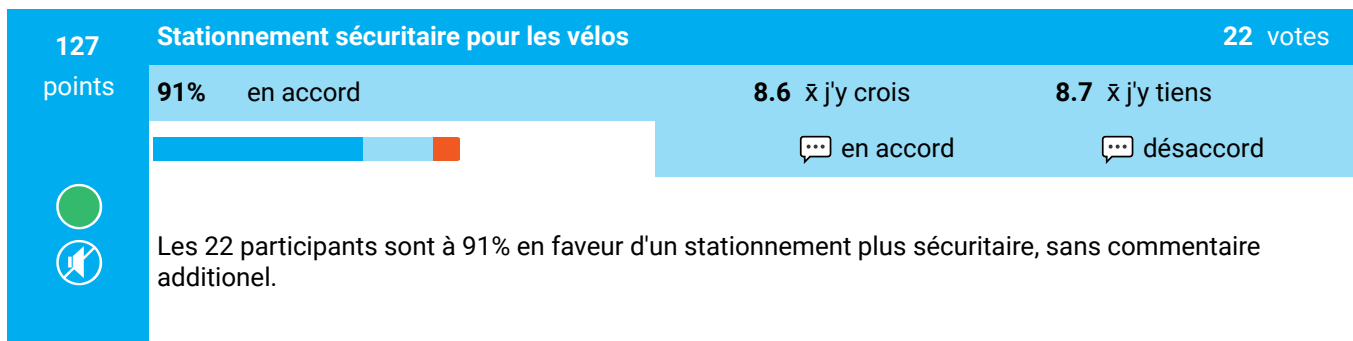 127
points
Stationnement sécuritaire pour les vélos
22 votes
91% en accord
8.6 x̄ j'y crois
8.7 x̄ j'y tiens
en accord
désaccord
Les 22 participants sont à 91% en faveur d'un stationnement plus sécuritaire, sans commentaire
additionel.